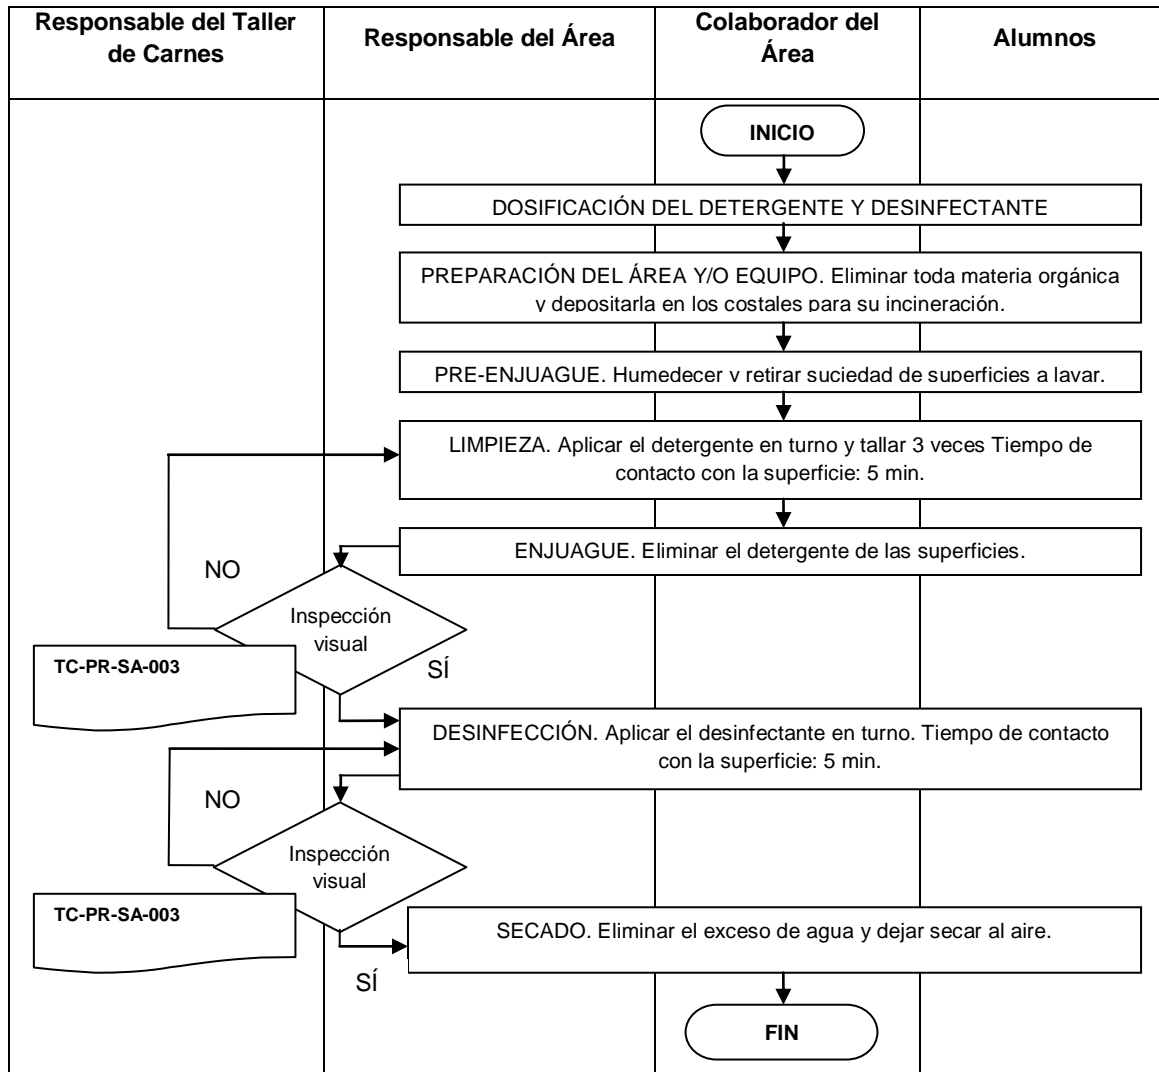 Responsable del Taller
de Carnes
Responsable del Área
Colaborador del
Área
Alumnos
INICIO
DOSIFICACIÓN DEL DETERGENTE Y DESINFECTANTE
PREPARACIÓN DEL ÁREA Y/O EQUIPO. Eliminar toda materia orgánica
y depositarla en los costales para su incineración.
PRE-ENJUAGUE. Humedecer y retirar suciedad de superficies a lavar.
LIMPIEZA. Aplicar el detergente en turno y tallar 3 veces Tiempo de
contacto con la superficie: 5 min.
ENJUAGUE. Eliminar el detergente de las superficies.
NO
Inspección
visual
SÍ
TC-PR-SA-003
DESINFECCIÓN. Aplicar el desinfectante en turno. Tiempo de contacto
con la superficie: 5 min.
NO
Inspección
visual
TC-PR-SA-003
SECADO. Eliminar el exceso de agua y dejar secar al aire.
SÍ
FIN